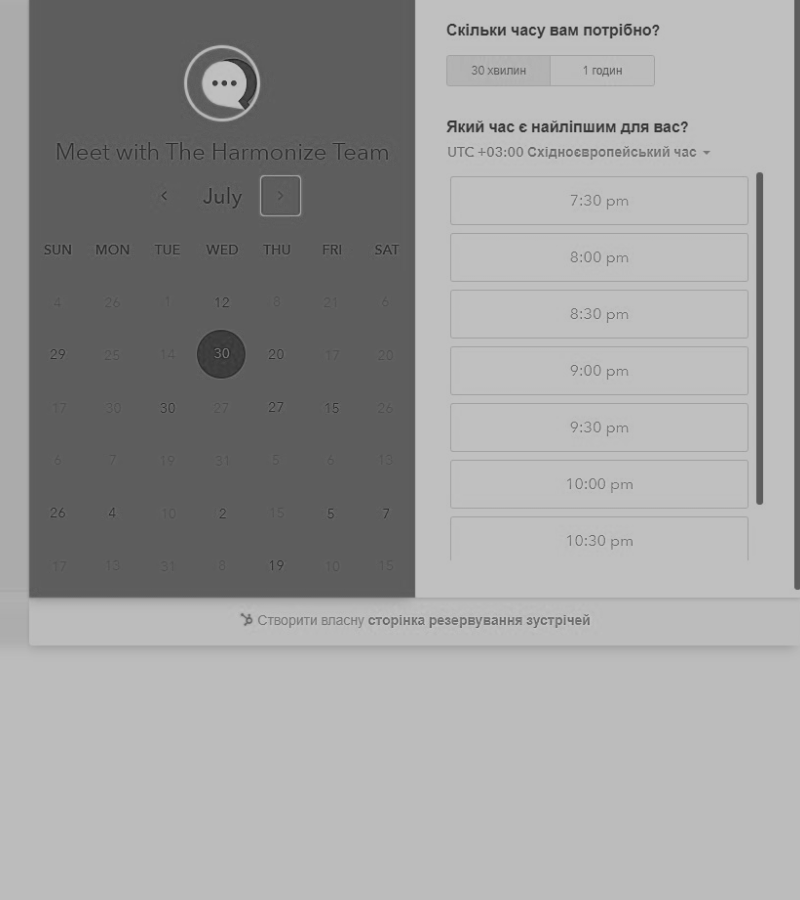 Meet with The Harmonize Team
July
SUN MON TUE WED THU FRI SAT
4 26 1 12 8 21 6
29 25 14 30 20 17 20
17 30 30 27 27 15 26
6 7 19 31 5 6 13
26 4 10 2 15 5 7
17 13 31 8 19 10 15
Скільки часу вам потрібно?
30 хвилин 1 годин
Який час є найліпшим для вас?
UTC +03:00 Східноєвропейський час
7:30 pm
8:00 pm
8:30 pm
9:00 pm
9:30 pm
10:00 pm
10:30 pm
Створити власну сторінка резервування зустрічей